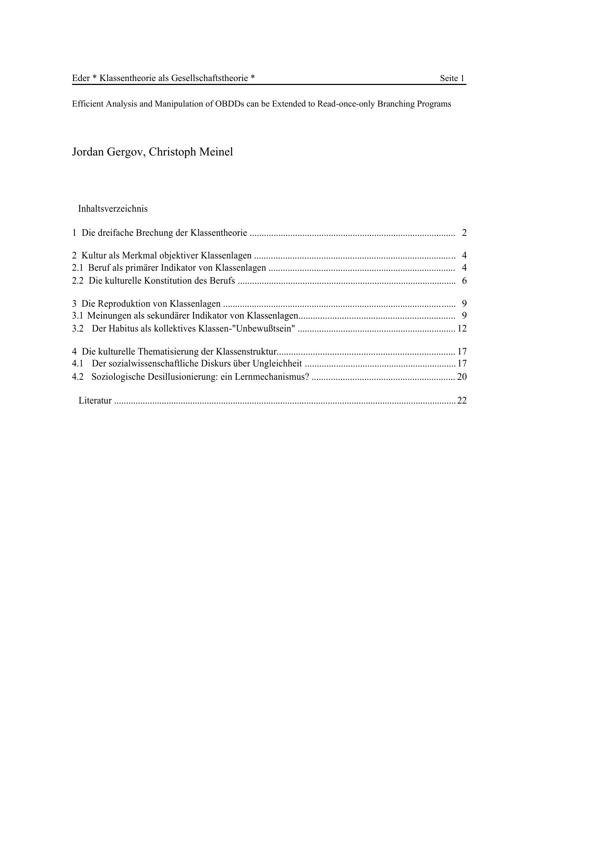 Eder * Klassentheorie als Gesellschaftstheorie * Seite 1
Efficient Analysis and Manipulation of OBDDs can be Extended to Read-once-only Branching Programs
Jordan Gergov, Christoph Meinel
Inhaltsverzeichnis
1 Die dreifache Brechung der Klassentheorie ..... 2
2 Kultur als Merkmal objektiver Klassenlagen ..... 4
2.1 Beruf als primärer Indikator von Klassenlagen ..... 4
2.2 Die kulturelle Konstitution des Berufs ..... 6
3 Die Reproduktion von Klassenlagen ..... 9
3.1 Meinungen als sekundärer Indikator von Klassenlagen..... 9
3.2 Der Habitus als kollektives Klassen-"Unbewußtsein" ..... 12
4 Die kulturelle Thematisierung der Klassenstruktur..... 17
4.1 Der sozialwissenschaftliche Diskurs über Ungleichheit ..... 17
4.2 Soziologische Desillusionierung: ein Lernmechanismus? ..... 20
Literatur ..... 22